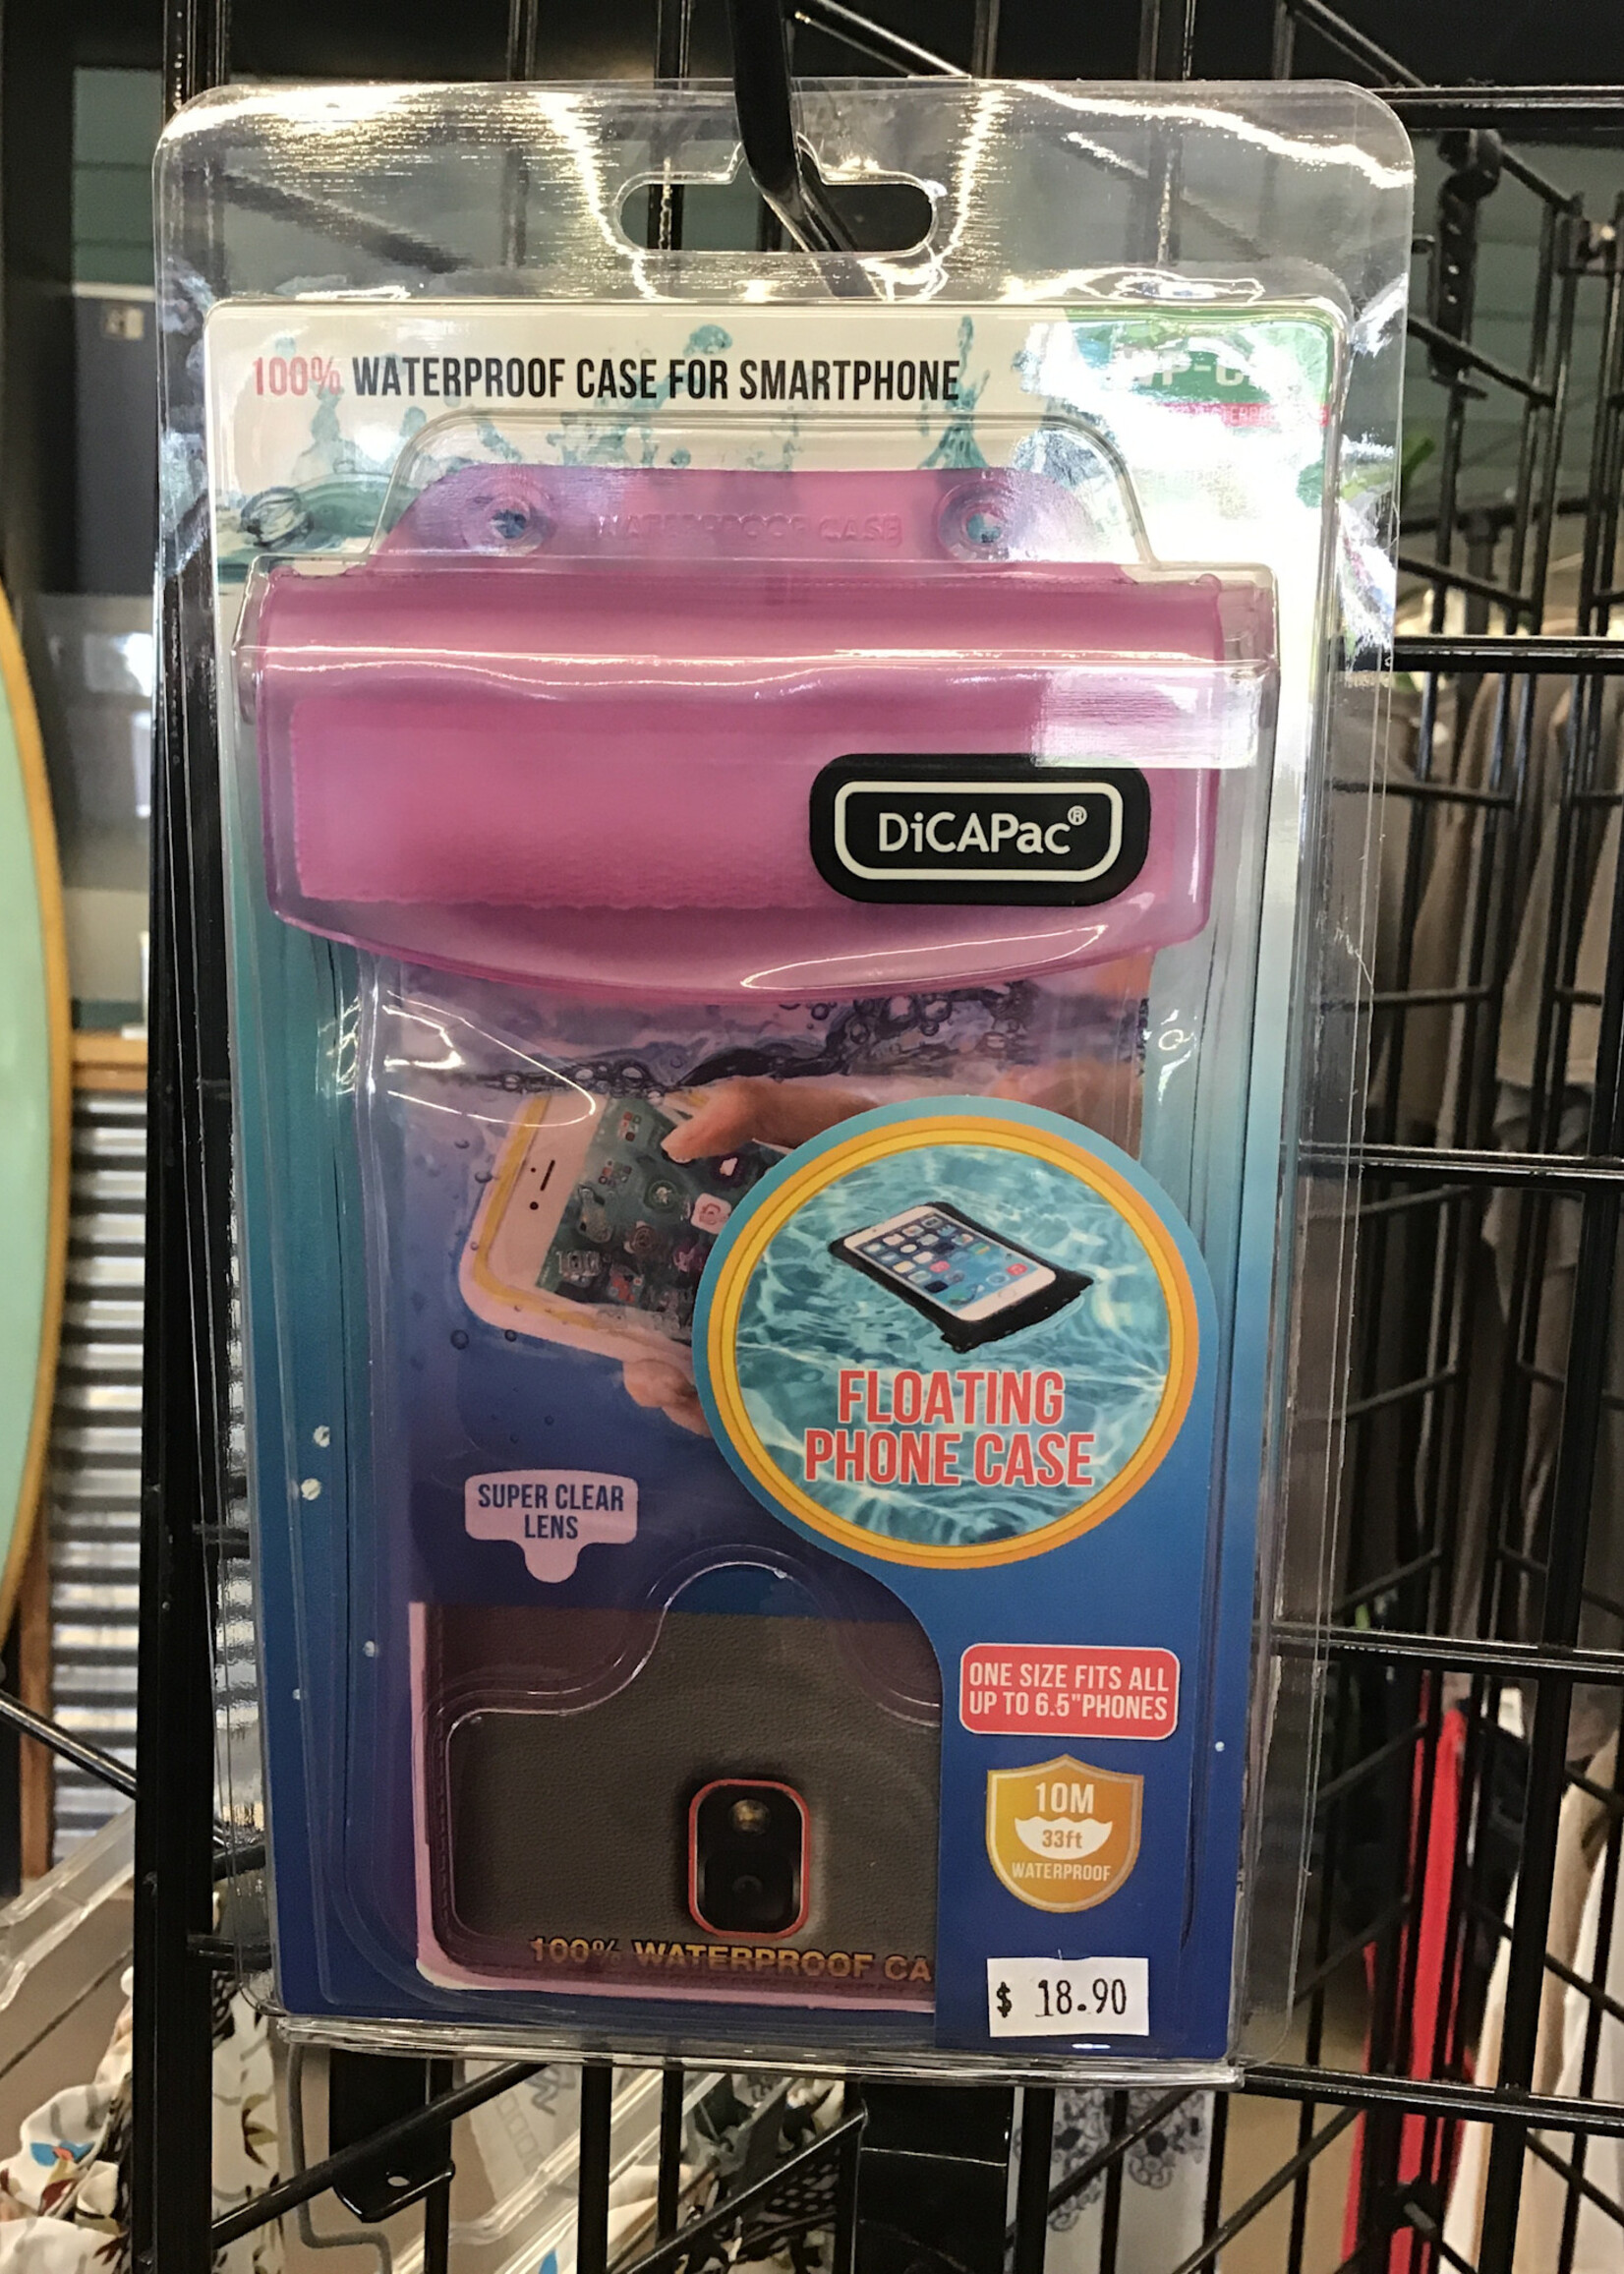 100% WATERPROOF CASE FOR SMARTPHONE
WATERPROOF CASE
DiCAPac®
FLOATING
PHONE CASE
SUPER CLEAR
LENS
ONE SIZE FITS ALL
UP TO 6.5"PHONES
10M
33ft
WATERPROOF
100% WATERPROOF CA
$ 18.90